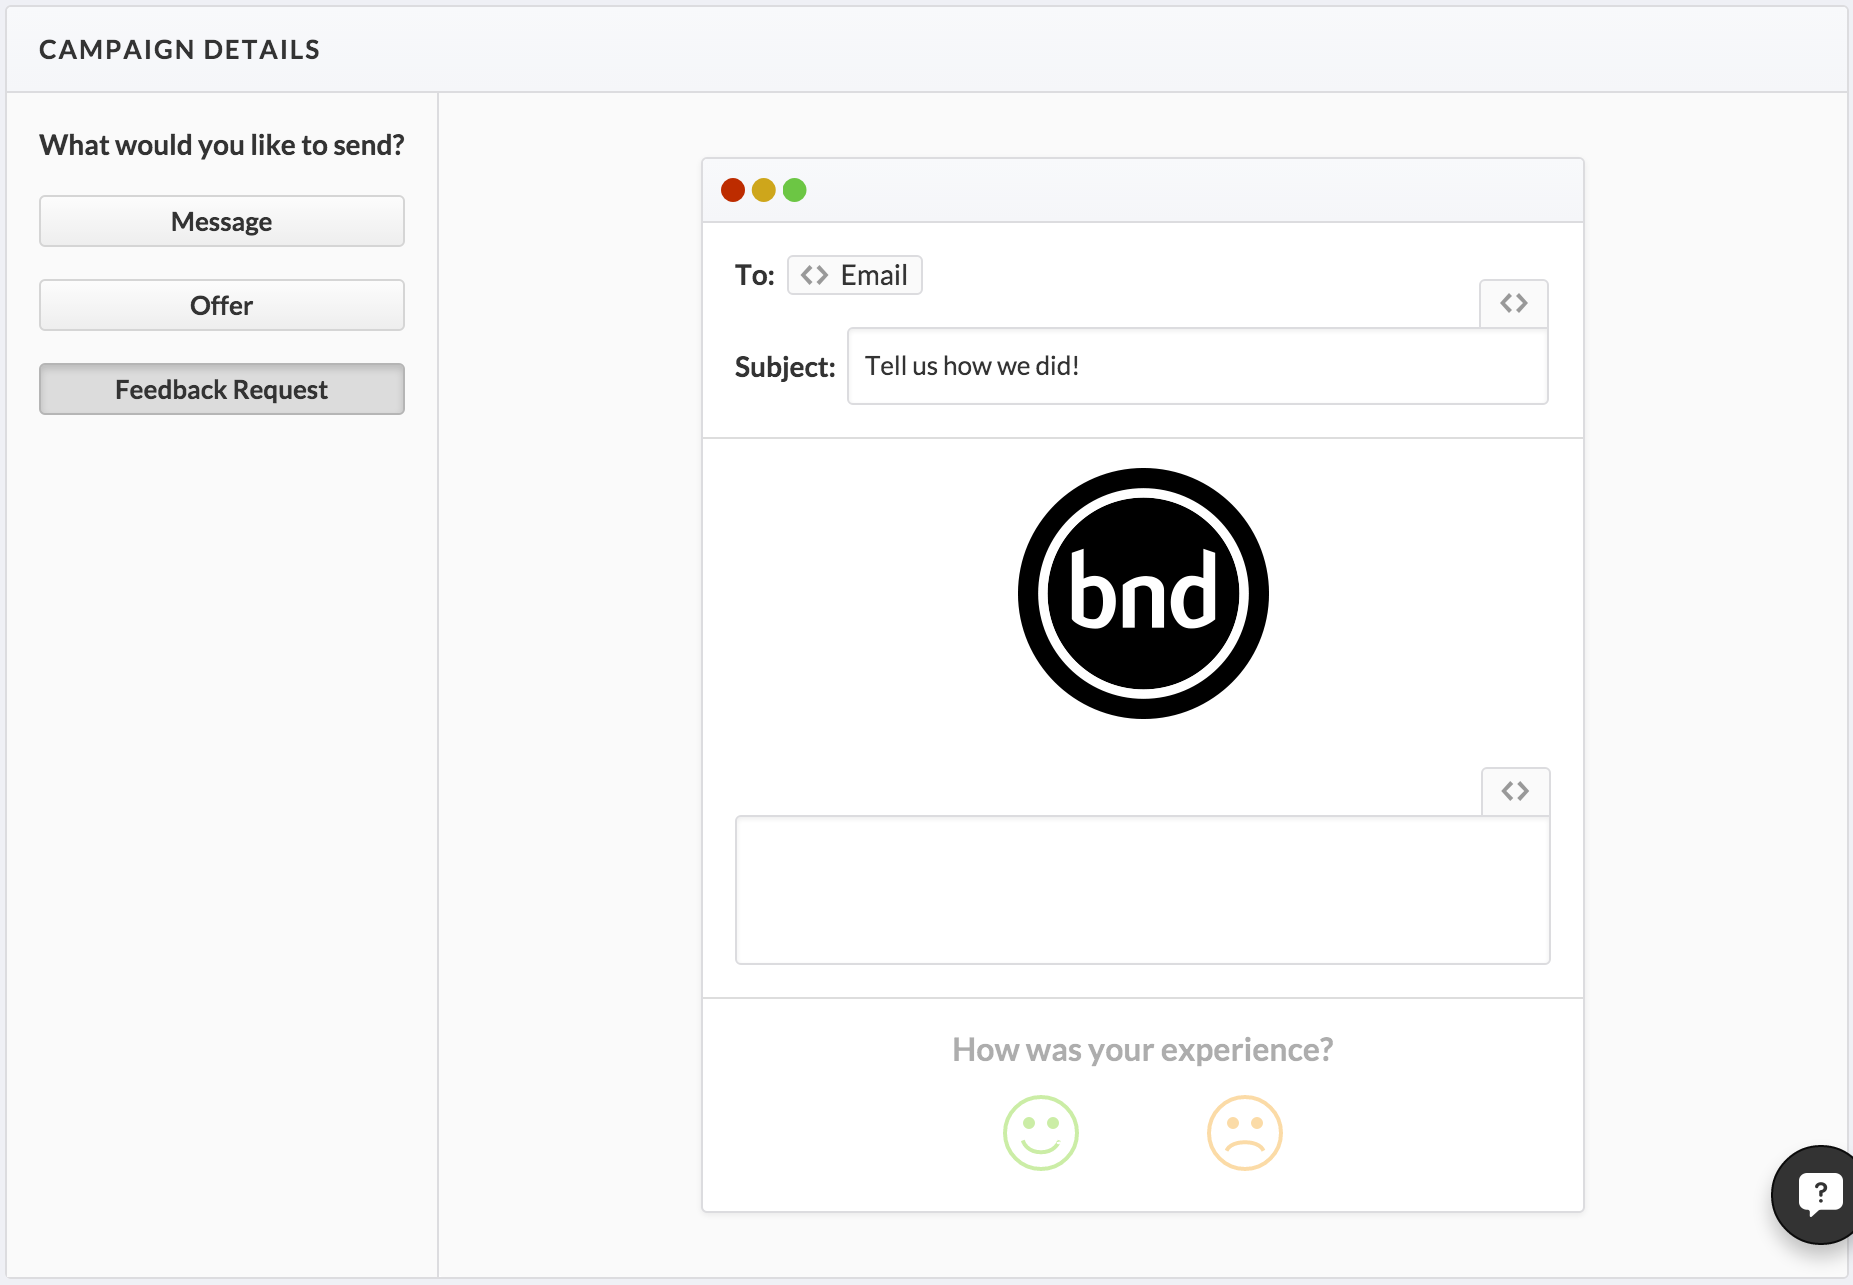 CAMPAIGN DETAILS
What would you like to send?
Message
Offer
Feedback Request
To: <> Email
<>
Subject: Tell us how we did!
bnd
<>
How was your experience?
?